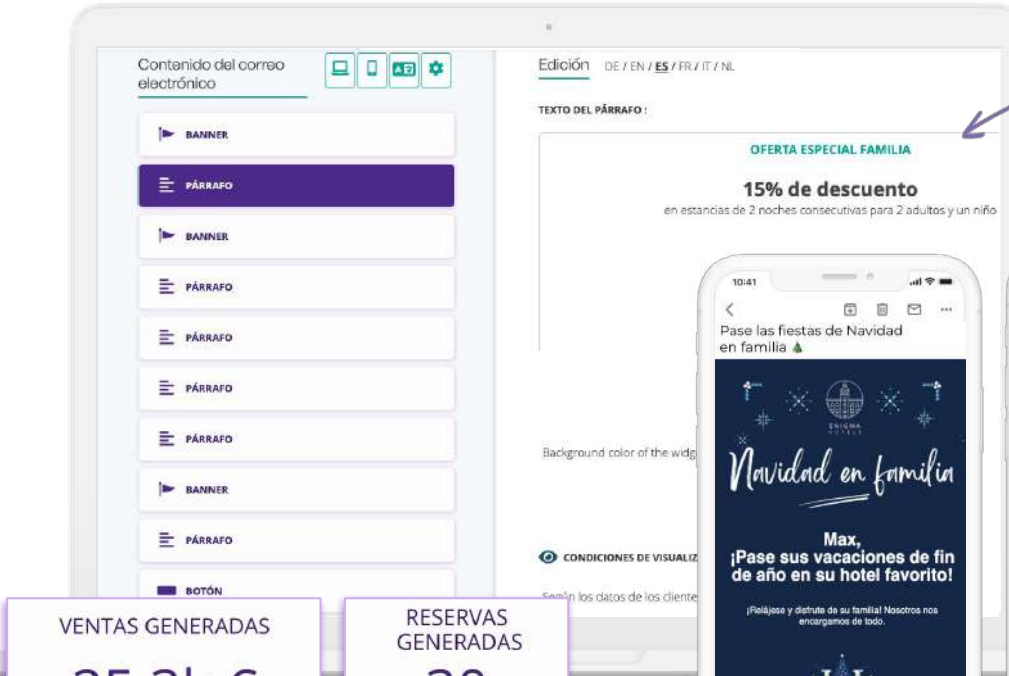 Contenido del correo
electrónico
BANNER
PÁRRAFO
BANNER
PÁRRAFO
PÁRRAFO
PÁRRAFO
PÁRRAFO
BANNER
PÁRRAFO
BOTÓN
Edición DE / EN / ES / FR / IT / NL
TEXTO DEL PÁRRAFO :
OFERTA ESPECIAL FAMILIA
15% de descuento
en estancias de 2 noches consecutivas para 2 adultos y un niño
Background color of the
CONDICIONES DE
Según los datos de los
10:41
Pase las fiestas de Navidad
en familia 🎄
ENIGMA
HOTELS
Navidad en familia
Max,
¡Pase sus vacaciones de fin
de año en su hotel favorito!
¡Relájese y disfrute de su familia! Nosotros nos
encargamos de todo.
VENTAS GENERADAS
RESERVAS
GENERADAS